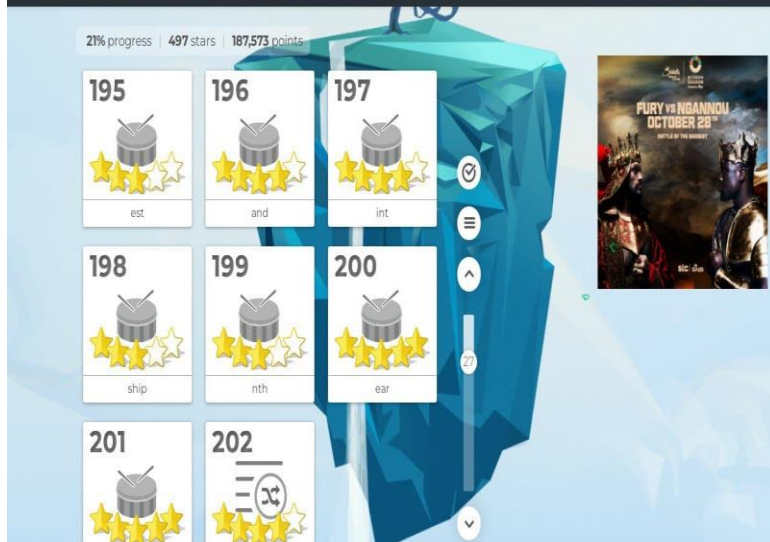 21% progress | 497 stars | 187,573 points
195
196
197
est
and
int
198
199
200
ship
nth
ear
27
201
202
FURY VS NGANNOU
OCTOBER 28TH
BATTLE OF THE BADDEST
stc